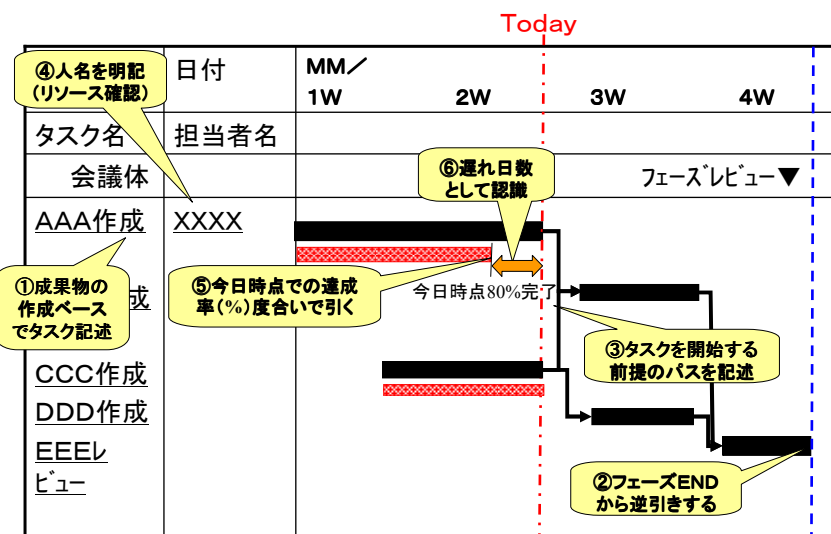 Today
④人名を明記
(リソース確認)
日付
MM／
1W
2W
3W
4W
タスク名
担当者名
会議体
⑥遅れ日数
として認識
フェーズレビュー▼
AAA作成
XXXX
①成果物の
作成ベース
でタスク記述
成
⑤今日時点での達成
率(%)度合いで引く
今日時点80%完了
③タスクを開始する
前提のパスを記述
CCC作成
DDD作成
EEEレ
ビュー
②フェーズEND
から逆引きする